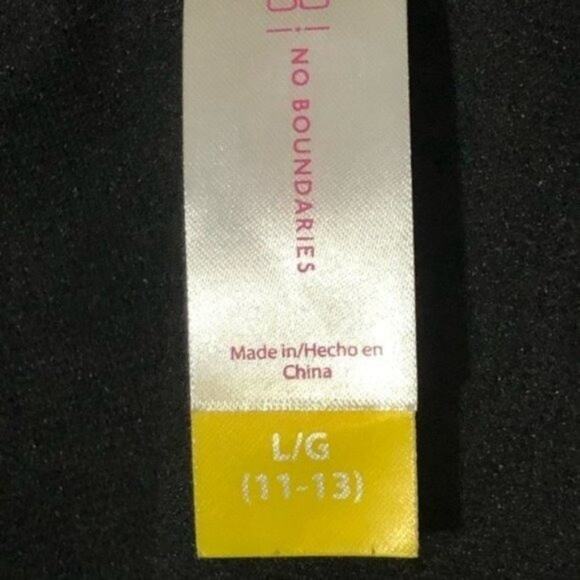 NO BOUNDARIES
Made in/Hecho en
China
L/G
(11-13)